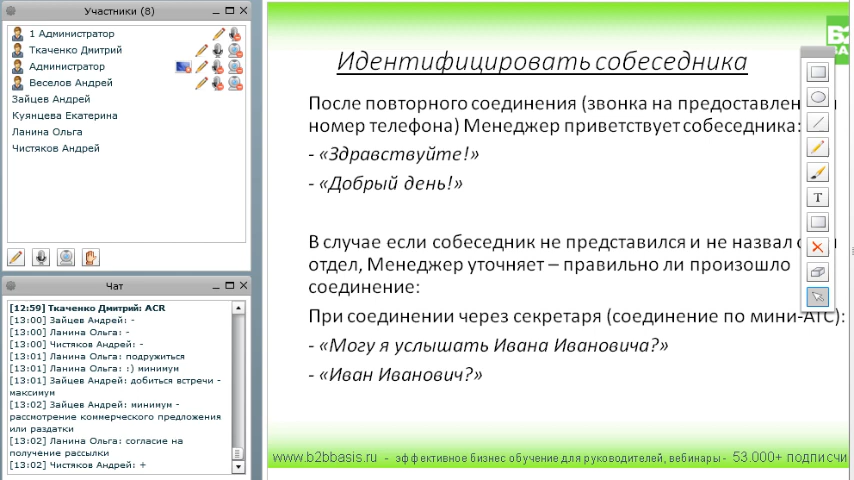 Участники (8)
1 Администратор
Ткаченко Дмитрий
Администратор
Веселов Андрей
Зайцев Андрей
Куянцева Екатерина
Ланина Ольга
Чистяков Андрей
Чат
[12:59] Ткаченко Дмитрий: ACR
[13:00] Зайцев Андрей: -
[13:00] Ланина Ольга: -
[13:00] Чистяков Андрей: -
[13:01] Ланина Ольга: подружиться
[13:01] Ланина Ольга: :) минимум
[13:01] Зайцев Андрей: добиться встречи -
максимум
[13:02] Зайцев Андрей: минимум -
рассмотрение коммерческого предложения
или раздатки
[13:02] Ланина Ольга: согласие на
получение рассылки
[13:02] Чистяков Андрей: +
Идентифицировать собеседника
После повторного соединения (звонка на
номер телефона) Менеджер приветствует собеседника:
- «Здравствуйте!»
- «Добрый день!»
В случае если собеседник не представился и не назвал
отдел, Менеджер уточняет – правильно ли произошло
соединение:
При соединении через секретаря (соединение по мини-АТС):
- «Могу я услышать Ивана Ивановича?»
- «Иван Иванович?»
www.b2bbasis.ru - эффективное бизнес обучение для руководителей, вебинары - 53.000+ подписчи
T